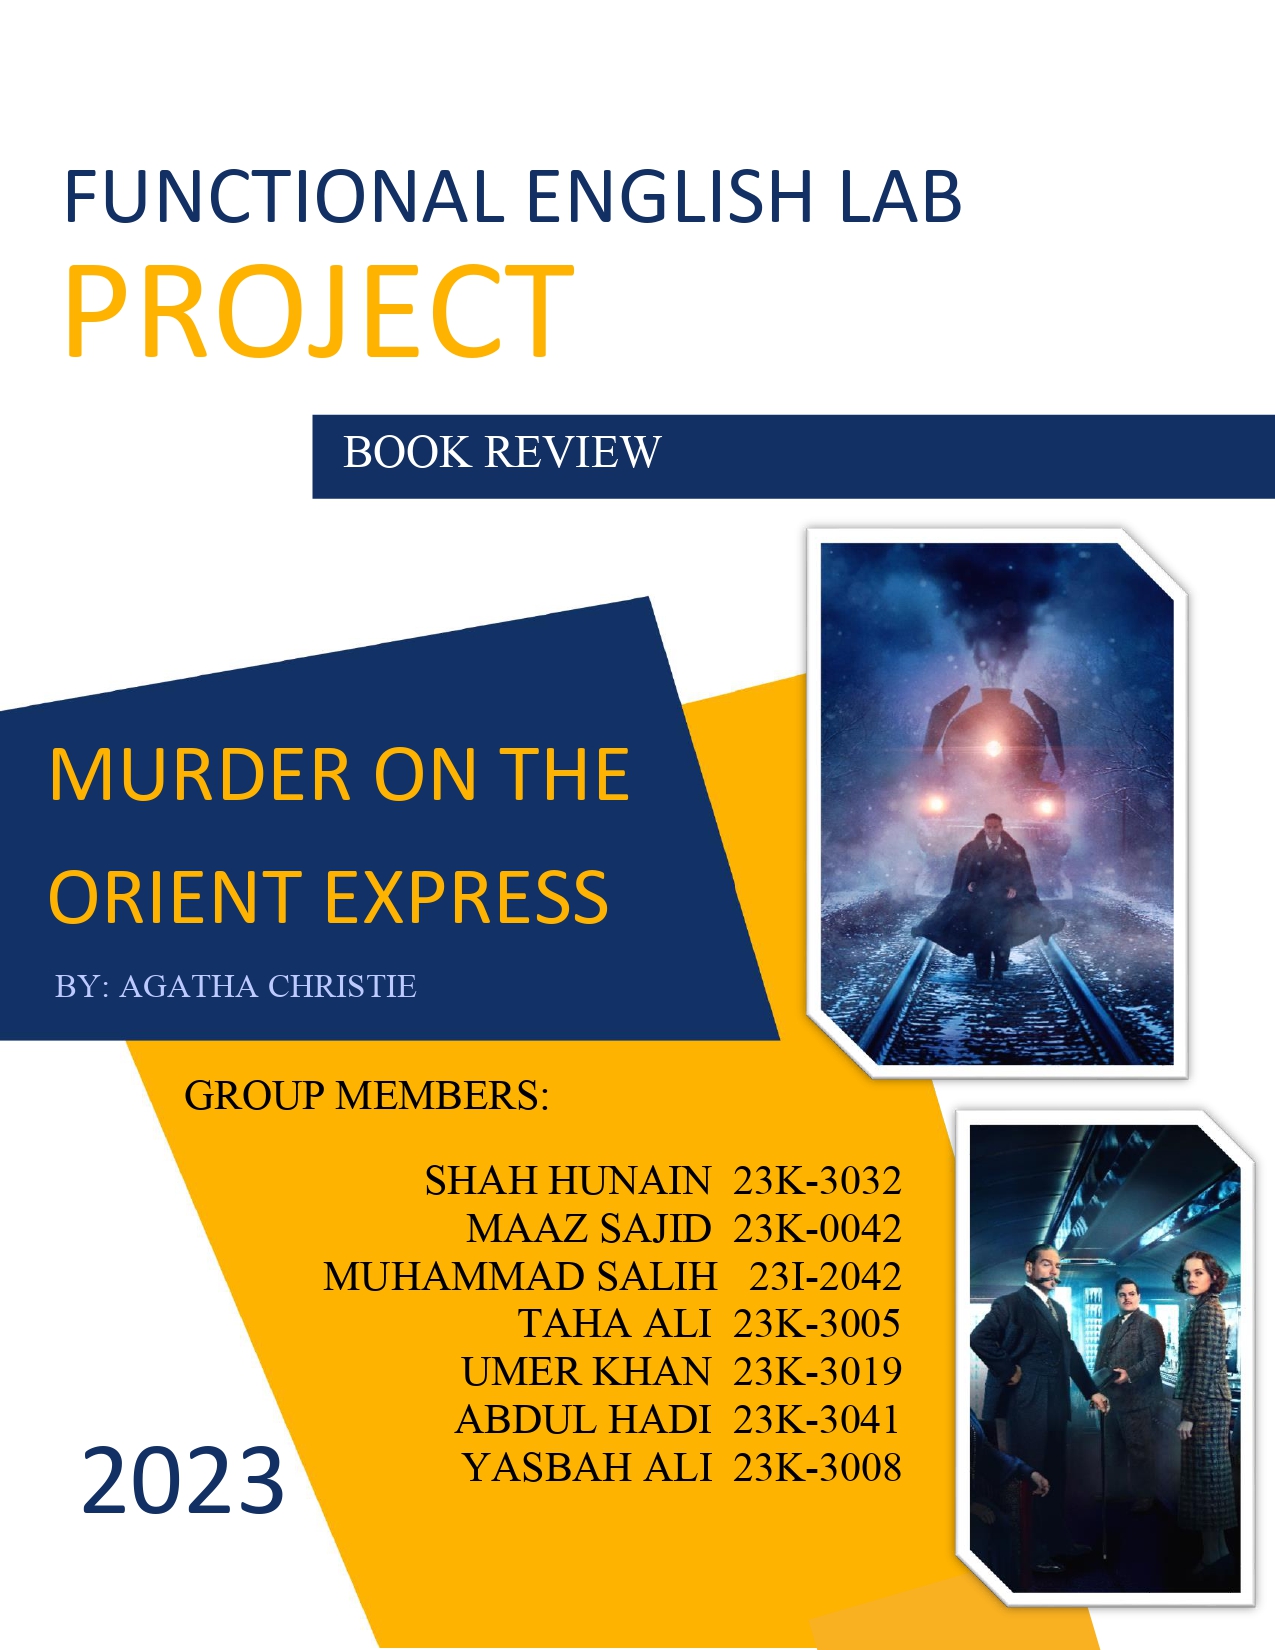 FUNCTIONAL ENGLISH LAB
PROJECT
BOOK REVIEW
MURDER ON THE
ORIENT EXPRESS
BY: AGATHA CHRISTIE
GROUP MEMBERS:
SHAH HUNAIN 23K-3032
MAAZ SAJID 23K-0042
MUHAMMAD SALIH 23I-2042
TAHA ALI 23K-3005
UMER KHAN 23K-3019
ABDUL HADI 23K-3041
YASBAH ALI 23K-3008
2023